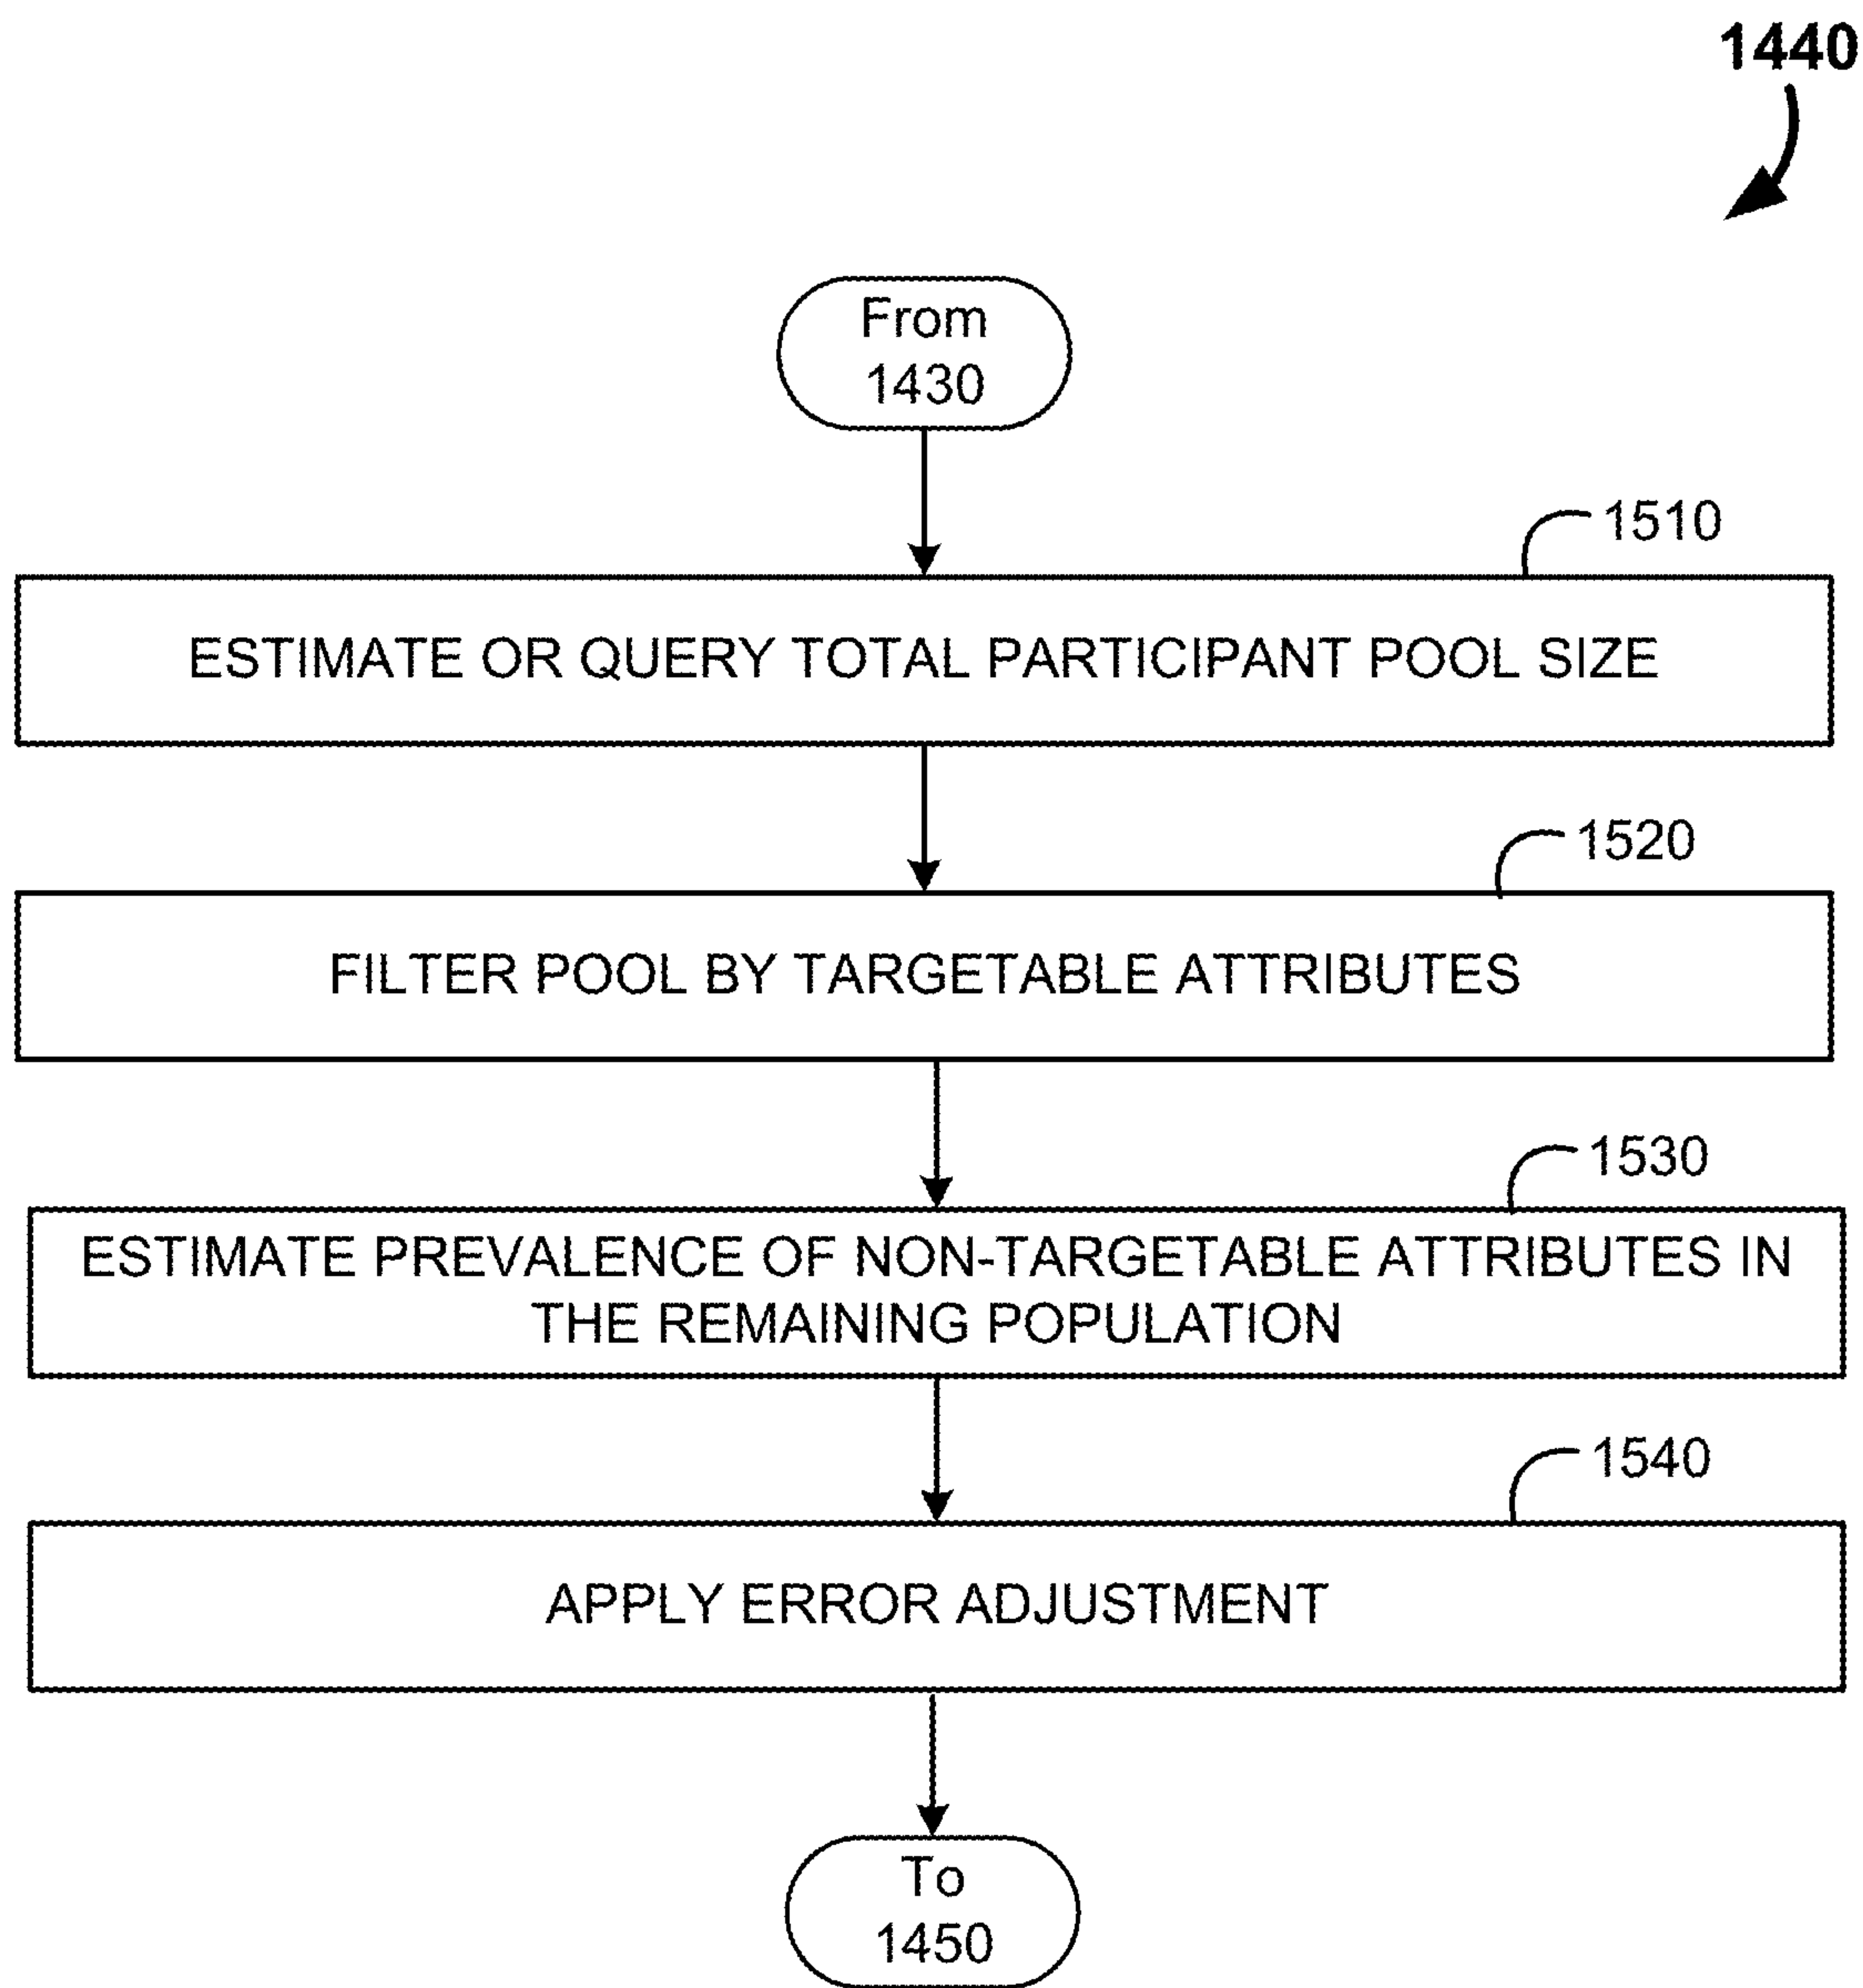 1440
From
1430
1510
ESTIMATE OR QUERY TOTAL PARTICIPANT POOL SIZE
1520
FILTER POOL BY TARGETABLE ATTRIBUTES
1530
ESTIMATE PREVALENCE OF NON-TARGETABLE ATTRIBUTES IN
THE REMAINING POPULATION
1540
APPLY ERROR ADJUSTMENT
To
1450